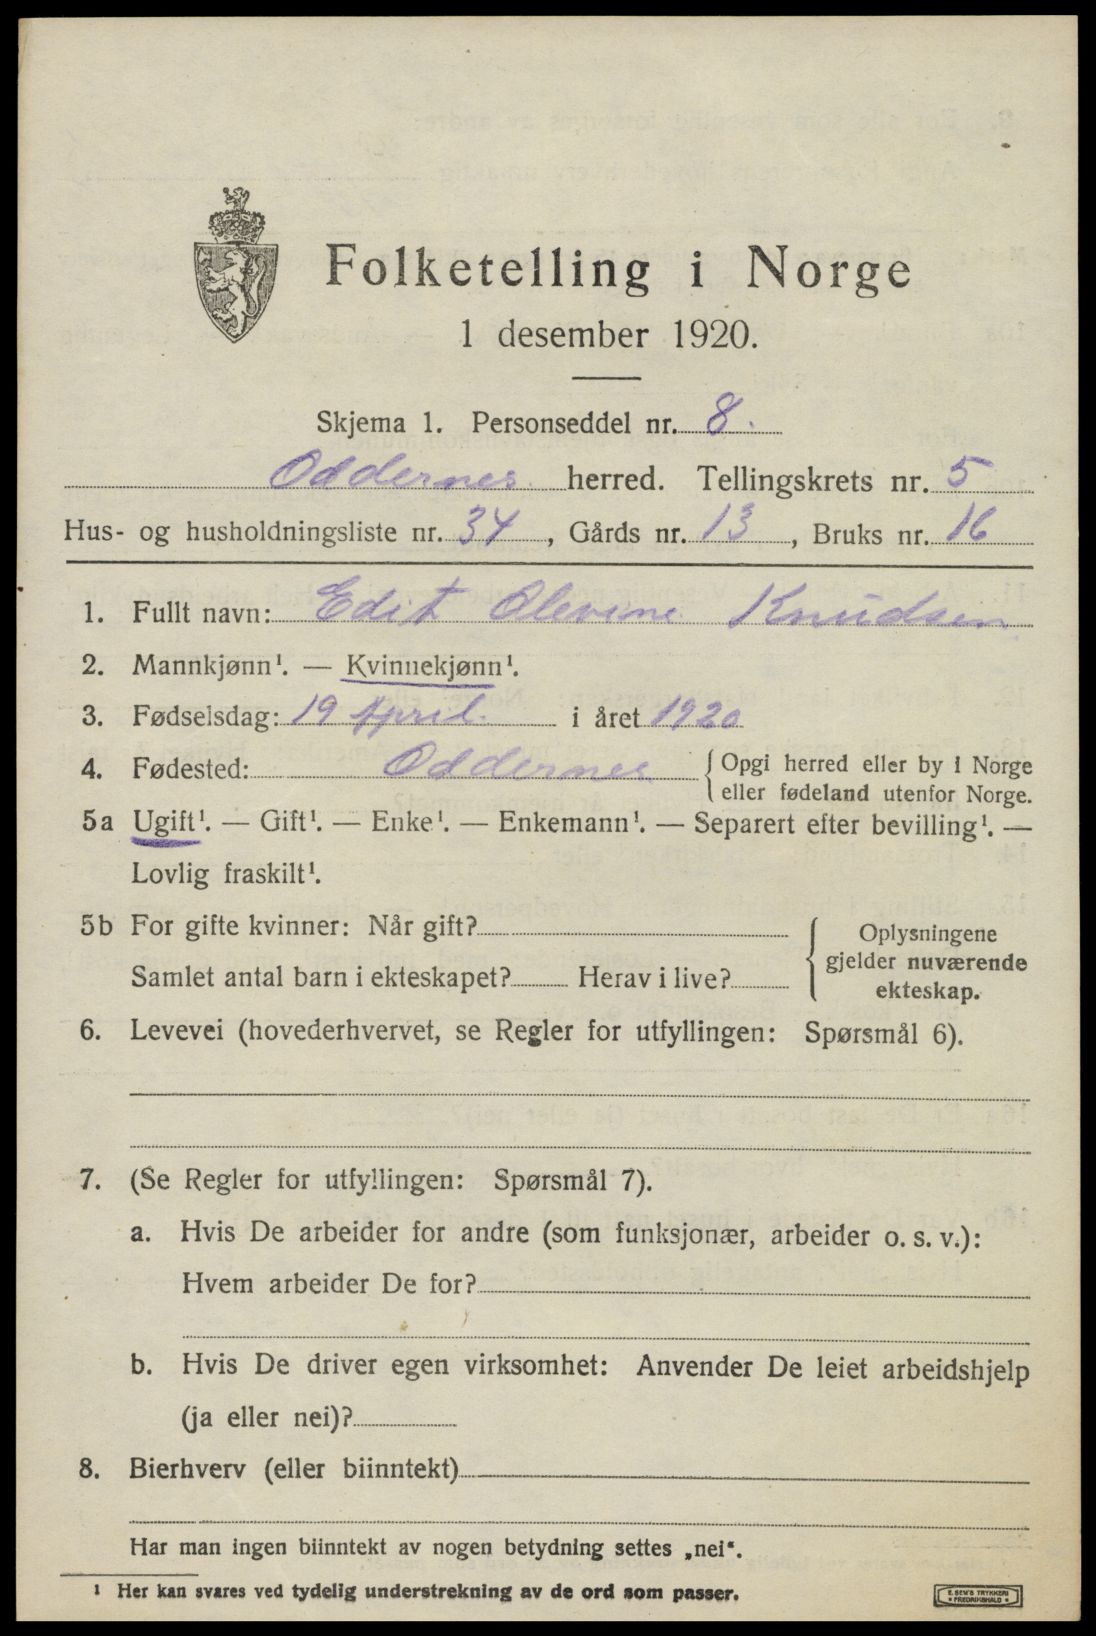 Folketelling i Norge
1 desember 1920.
Skjema 1. Personseddel nr. 8.
Oddernes herred. Tellingskrets nr. 5
Hus- og husholdningsliste nr. 34, Gårds nr. 13, Bruks nr. 16
1. Fullt navn: Edit Olevine Knudsen
2. Mannkjønn¹. — Kvinnekjønn¹.
3. Fødselsdag: 19 April i året 1920
4. Fødested: Oddernes { Opgi herred eller by i Norge
eller fødeland utenfor Norge.
5a Ugift¹. — Gift¹. — Enke¹. — Enkemann¹. — Separert efter bevilling¹. —
Lovlig fraskilt¹.
5b For gifte kvinner: Når gift?
Samlet antal barn i ekteskapet? Herav i live?
{ Oplysningene
gjelder nuværende
ekteskap.
6. Levevei (hovederhvervet, se Regler for utfyllingen: Spørsmål 6).
7. (Se Regler for utfyllingen: Spørsmål 7).
a. Hvis De arbeider for andre (som funksjonær, arbeider o. s. v.):
Hvem arbeider De for?
b. Hvis De driver egen virksomhet: Anvender De leiet arbeidshjelp
(ja eller nei)?
8. Bierhverv (eller biinntekt)
Har man ingen biinntekt av nogen betydning settes „nei“.
¹ Her kan svares ved tydelig understrekning av de ord som passer.
E. SEM'S TRYKKERI
• FREDRIKSHALD •